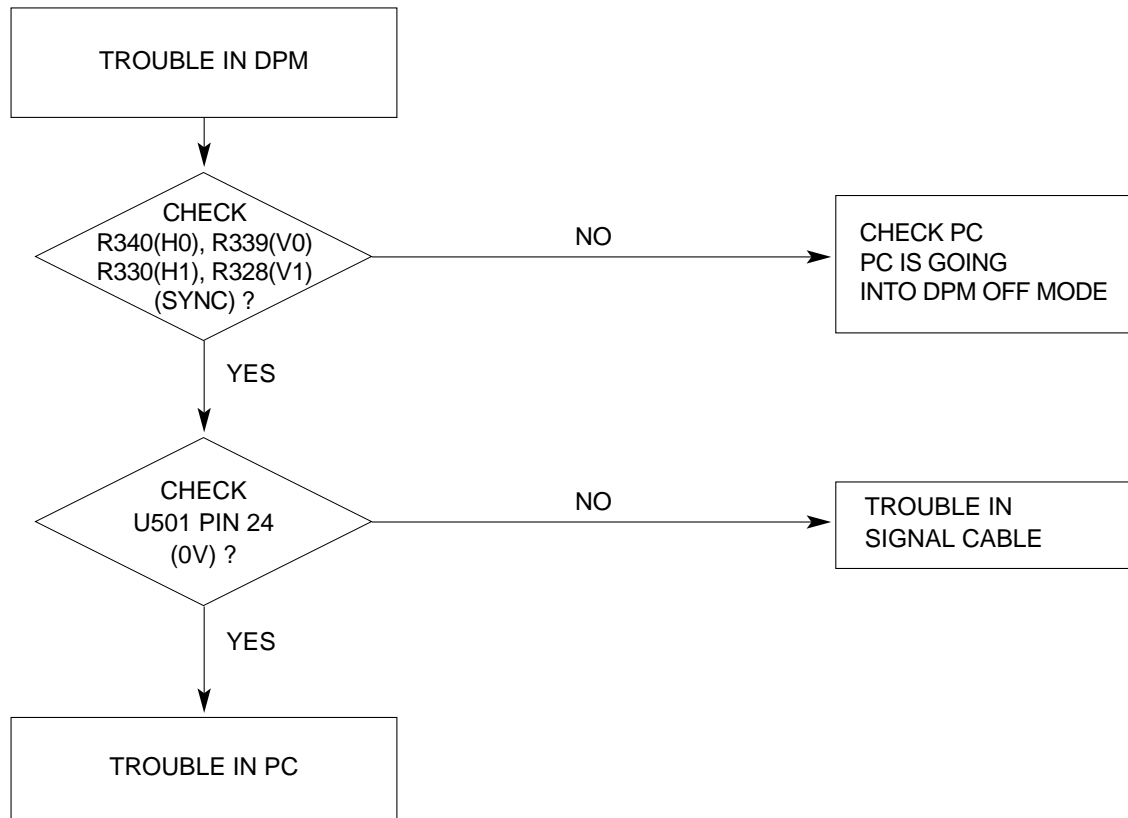 TROUBLE IN DPM
CHECK
R340(H0), R339(V0)
R330(H1), R328(V1)
(SYNC) ?
NO
CHECK PC
PC IS GOING
INTO DPM OFF MODE
YES
CHECK
U501 PIN 24
(0V) ?
NO
TROUBLE IN
SIGNAL CABLE
YES
TROUBLE IN PC